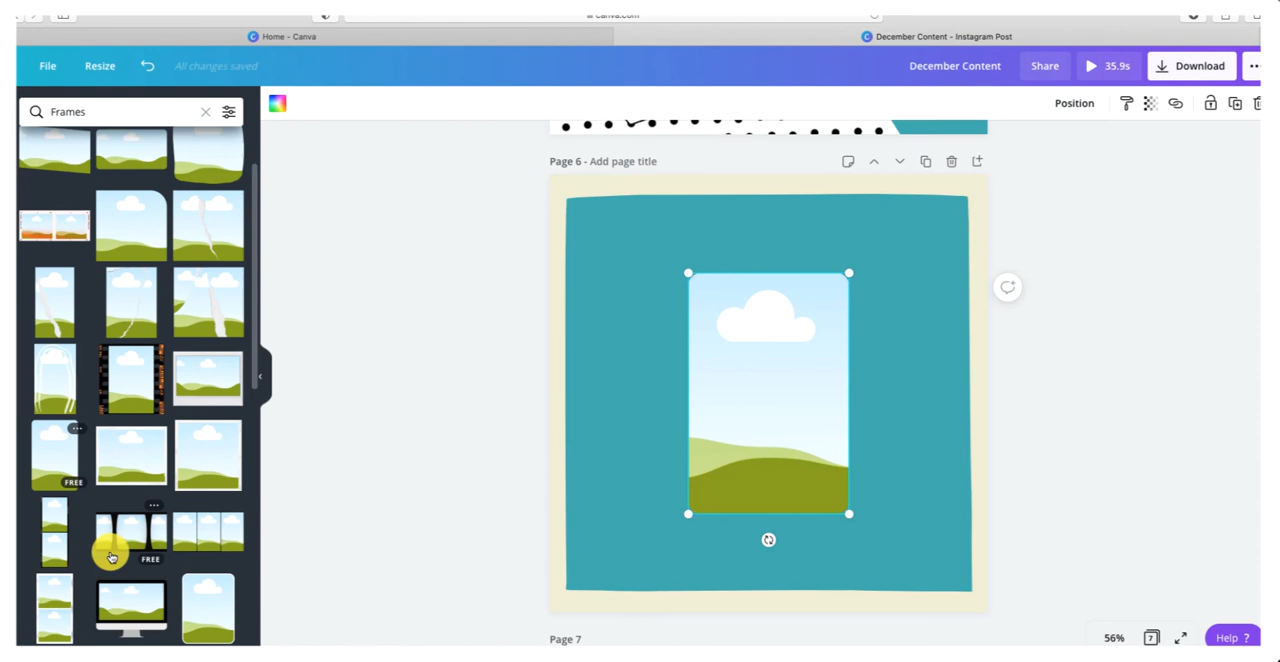 canva.com
Home - Canva
December Content - Instagram Post
File
Resize
All changes saved
December Content
Share
35.9s
Download
Frames
Position
Page 6 - Add page title
FREE
FREE
Page 7
56%
7
Help ?